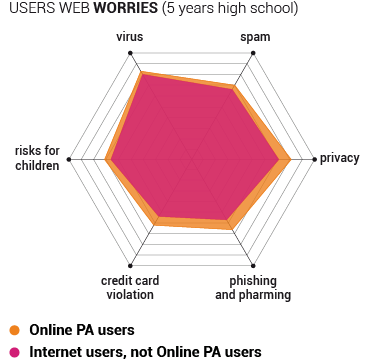 USERS WEB WORRIES (5 years high school)
virus
spam
risks for
children
privacy
credit card
violation
phishing
and pharming
Online PA users
Internet users, not Online PA users